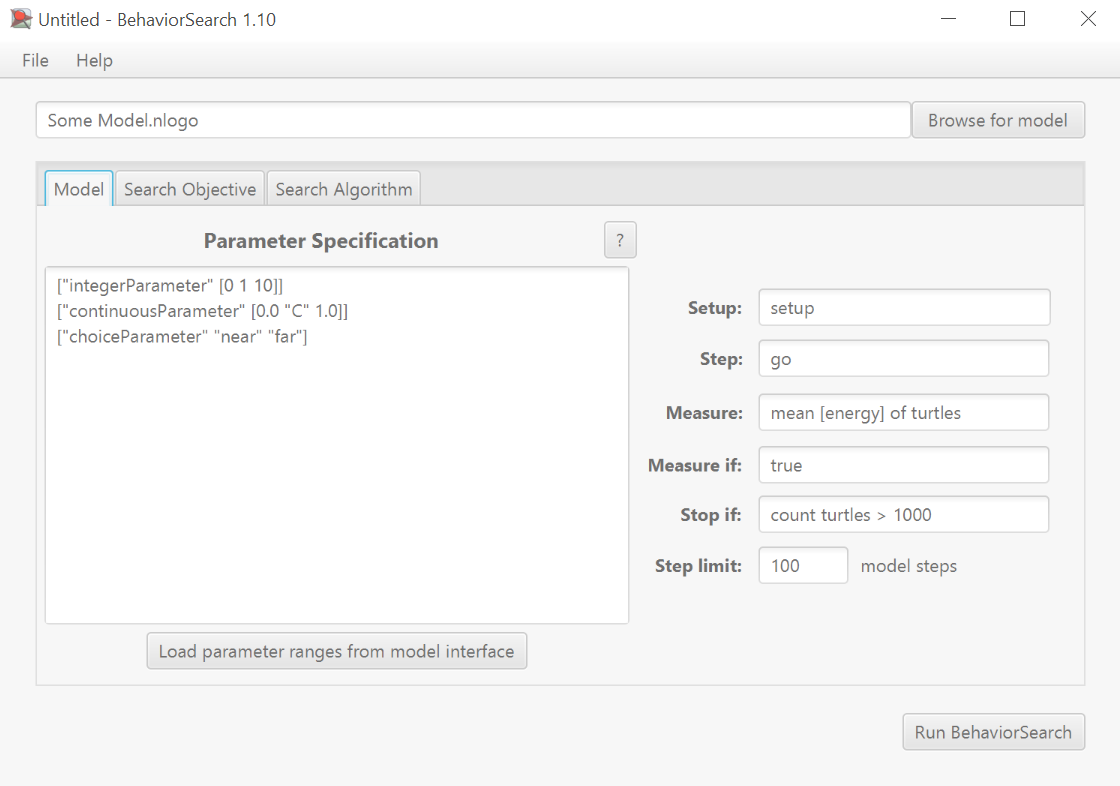 Untitled - BehaviorSearch 1.10
File Help
Some Model.nlogo Browse for model
Model Search Objective Search Algorithm
Parameter Specification ?
["integerParameter" [0 1 10]]
["continuousParameter" [0.0 "C" 1.0]]
["choiceParameter" "near" "far"]
Load parameter ranges from model interface
Setup: setup
Step: go
Measure: mean [energy] of turtles
Measure if: true
Stop if: count turtles > 1000
Step limit: 100 model steps
Run BehaviorSearch